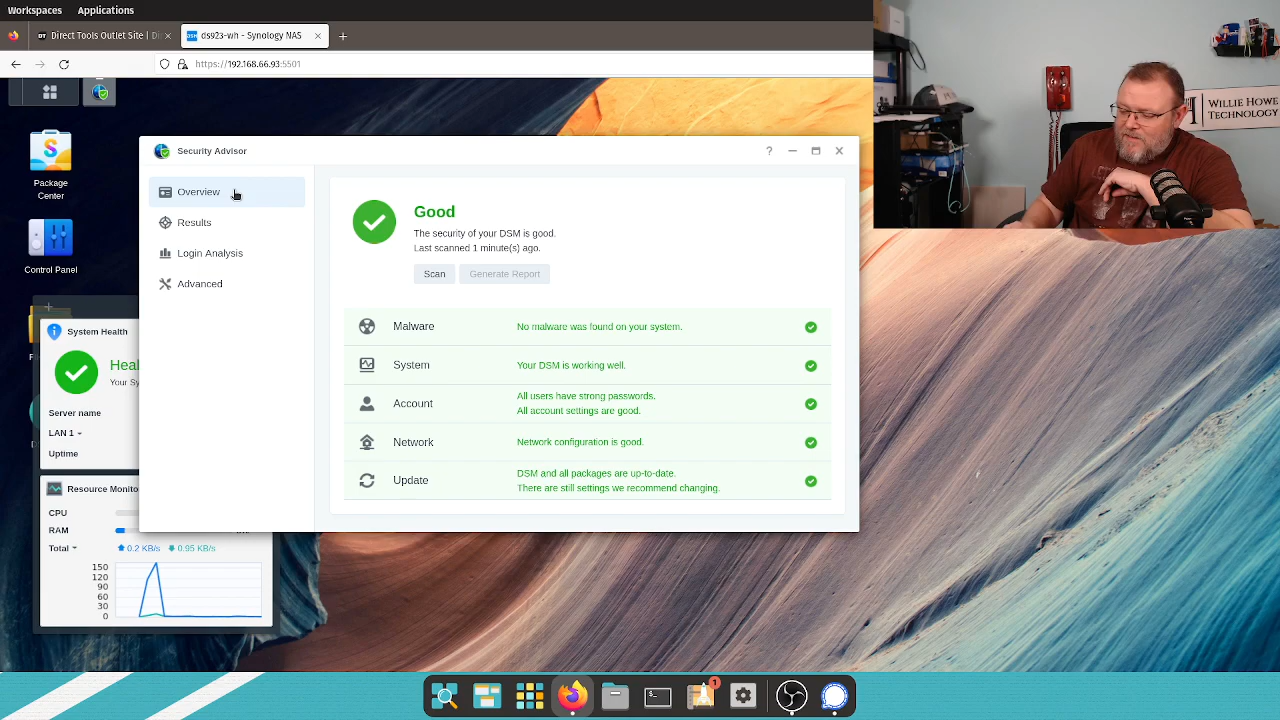 Workspaces Applications
Direct Tools Outlet Site | Di
ds923-wh - Synology NAS
https://192.168.66.93:5501
WILLIE HOWE
TECHNOLOGY
Package
Center
Control Panel
System Health
Heal
Your Sy
Server name
LAN 1
Uptime
Resource Monito
CPU
RAM
Total
0.2 KB/s
0.95 KB/s
150
120
90
60
30
0
Security Advisor
?
Overview
Results
Login Analysis
Advanced
Good
The security of your DSM is good.
Last scanned 1 minute(s) ago.
Scan
Generate Report
Malware
No malware was found on your system.
System
Your DSM is working well.
Account
All users have strong passwords.
All account settings are good.
Network
Network configuration is good.
Update
DSM and all packages are up-to-date.
There are still settings we recommend changing.
1